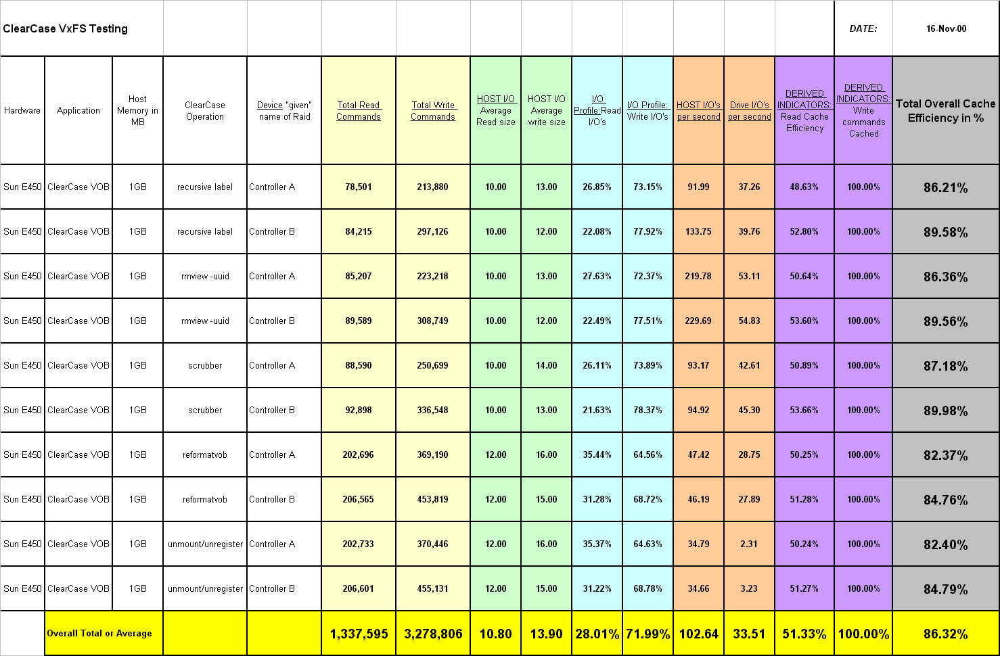 ClearCase VxFS Testing DATE: 16-Nov-00
Hardware Application Host Memory in MB ClearCase Operation Device "given" name of Raid Total Read Commands Total Write Commands HOST I/O Average Read size HOST I/O Average write size I/O Profile:Read I/O's I/O Profile: Write I/O's HOST I/O's per second Drive I/O's per second DERIVED INDICATORS: Read Cache Efficiency DERIVED INDICATORS: Write commands Cached Total Overall Cache Efficiency in %
Sun E450 ClearCase VOB 1GB recursive label Controller A 78,501 213,880 10.00 13.00 26.85% 73.15% 91.99 37.26 48.63% 100.00% 86.21%
Sun E450 ClearCase VOB 1GB recursive label Controller B 84,215 297,126 10.00 12.00 22.08% 77.92% 133.75 39.76 52.80% 100.00% 89.58%
Sun E450 ClearCase VOB 1GB rmview -uuid Controller A 85,207 223,218 10.00 13.00 27.63% 72.37% 219.78 53.11 50.64% 100.00% 86.36%
Sun E450 ClearCase VOB 1GB rmview -uuid Controller B 89,589 308,749 10.00 12.00 22.49% 77.51% 229.69 54.83 53.60% 100.00% 89.56%
Sun E450 ClearCase VOB 1GB scrubber Controller A 88,590 250,699 10.00 14.00 26.11% 73.89% 93.17 42.61 50.89% 100.00% 87.18%
Sun E450 ClearCase VOB 1GB scrubber Controller B 92,898 336,548 10.00 13.00 21.63% 78.37% 94.92 45.30 53.66% 100.00% 89.98%
Sun E450 ClearCase VOB 1GB reformatvob Controller A 202,696 369,190 12.00 16.00 35.44% 64.56% 47.42 28.75 50.25% 100.00% 82.37%
Sun E450 ClearCase VOB 1GB reformatvob Controller B 206,565 453,819 12.00 15.00 31.28% 68.72% 46.19 27.89 51.28% 100.00% 84.76%
Sun E450 ClearCase VOB 1GB unmount/unregister Controller A 202,733 370,446 12.00 16.00 35.37% 64.63% 34.79 2.31 50.24% 100.00% 82.40%
Sun E450 ClearCase VOB 1GB unmount/unregister Controller B 206,601 455,131 12.00 15.00 31.22% 68.78% 34.66 3.23 51.27% 100.00% 84.79%
Overall Total or Average 1,337,595 3,278,806 10.80 13.90 28.01% 71.99% 102.64 33.51 51.33% 100.00% 86.32%